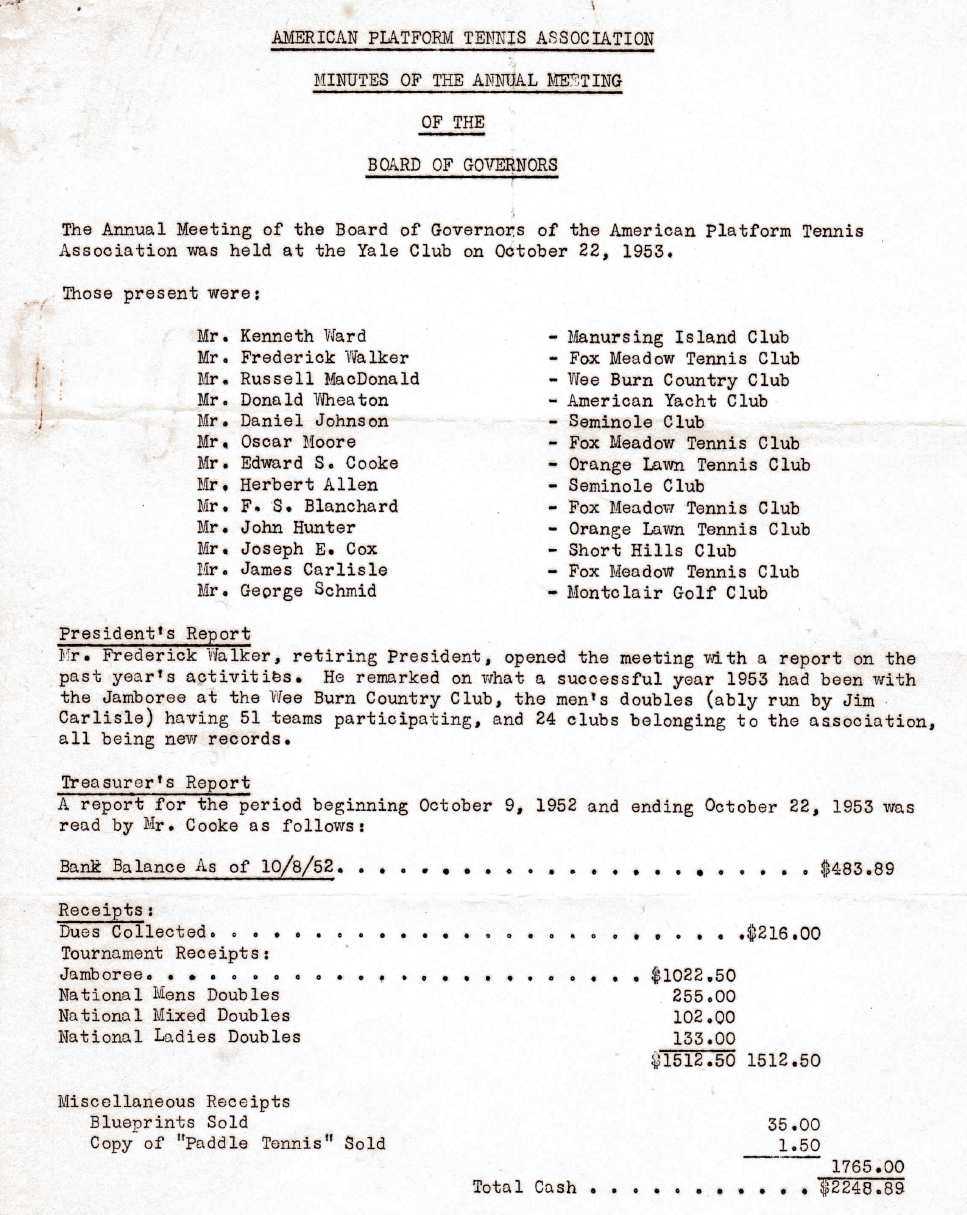 AMERICAN PLATFORM TENNIS ASSOCIATION
MINUTES OF THE ANNUAL MEETING
OF THE
BOARD OF GOVERNORS
The Annual Meeting of the Board of Governors of the American Platform Tennis
Association was held at the Yale Club on October 22, 1953.
Those present were:
Mr. Kenneth Ward - Manursing Island Club
Mr. Frederick Walker - Fox Meadow Tennis Club
Mr. Russell MacDonald - Wee Burn Country Club
Mr. Donald Wheaton - American Yacht Club
Mr. Daniel Johnson - Seminole Club
Mr. Oscar Moore - Fox Meadow Tennis Club
Mr. Edward S. Cooke - Orange Lawn Tennis Club
Mr. Herbert Allen - Seminole Club
Mr. F. S. Blanchard - Fox Meadow Tennis Club
Mr. John Hunter - Orange Lawn Tennis Club
Mr. Joseph E. Cox - Short Hills Club
Mr. James Carlisle - Fox Meadow Tennis Club
Mr. George Schmid - Montclair Golf Club
President's Report
Mr. Frederick Walker, retiring President, opened the meeting with a report on the
past year's activities. He remarked on what a successful year 1953 had been with
the Jamboree at the Wee Burn Country Club, the men's doubles (ably run by Jim
Carlisle) having 51 teams participating, and 24 clubs belonging to the association,
all being new records.
Treasurer's Report
A report for the period beginning October 9, 1952 and ending October 22, 1953 was
read by Mr. Cooke as follows:
Bank Balance As of 10/8/52. . . . . . . . . . . . . . . . . . . . . . $483.89
Receipts:
Dues Collected. . . . . . . . . . . . . . . . . . . . . . . . . .$216.00
Tournament Receipts:
Jamboree. . . . . . . . . . . . . . . . . . . . . . . . $1022.50
National Mens Doubles 255.00
National Mixed Doubles 102.00
National Ladies Doubles 133.00
$1512.50 1512.50
Miscellaneous Receipts
Blueprints Sold 35.00
Copy of "Paddle Tennis" Sold 1.50
1765.00
Total Cash . . . . . . . . . . . $2248.89